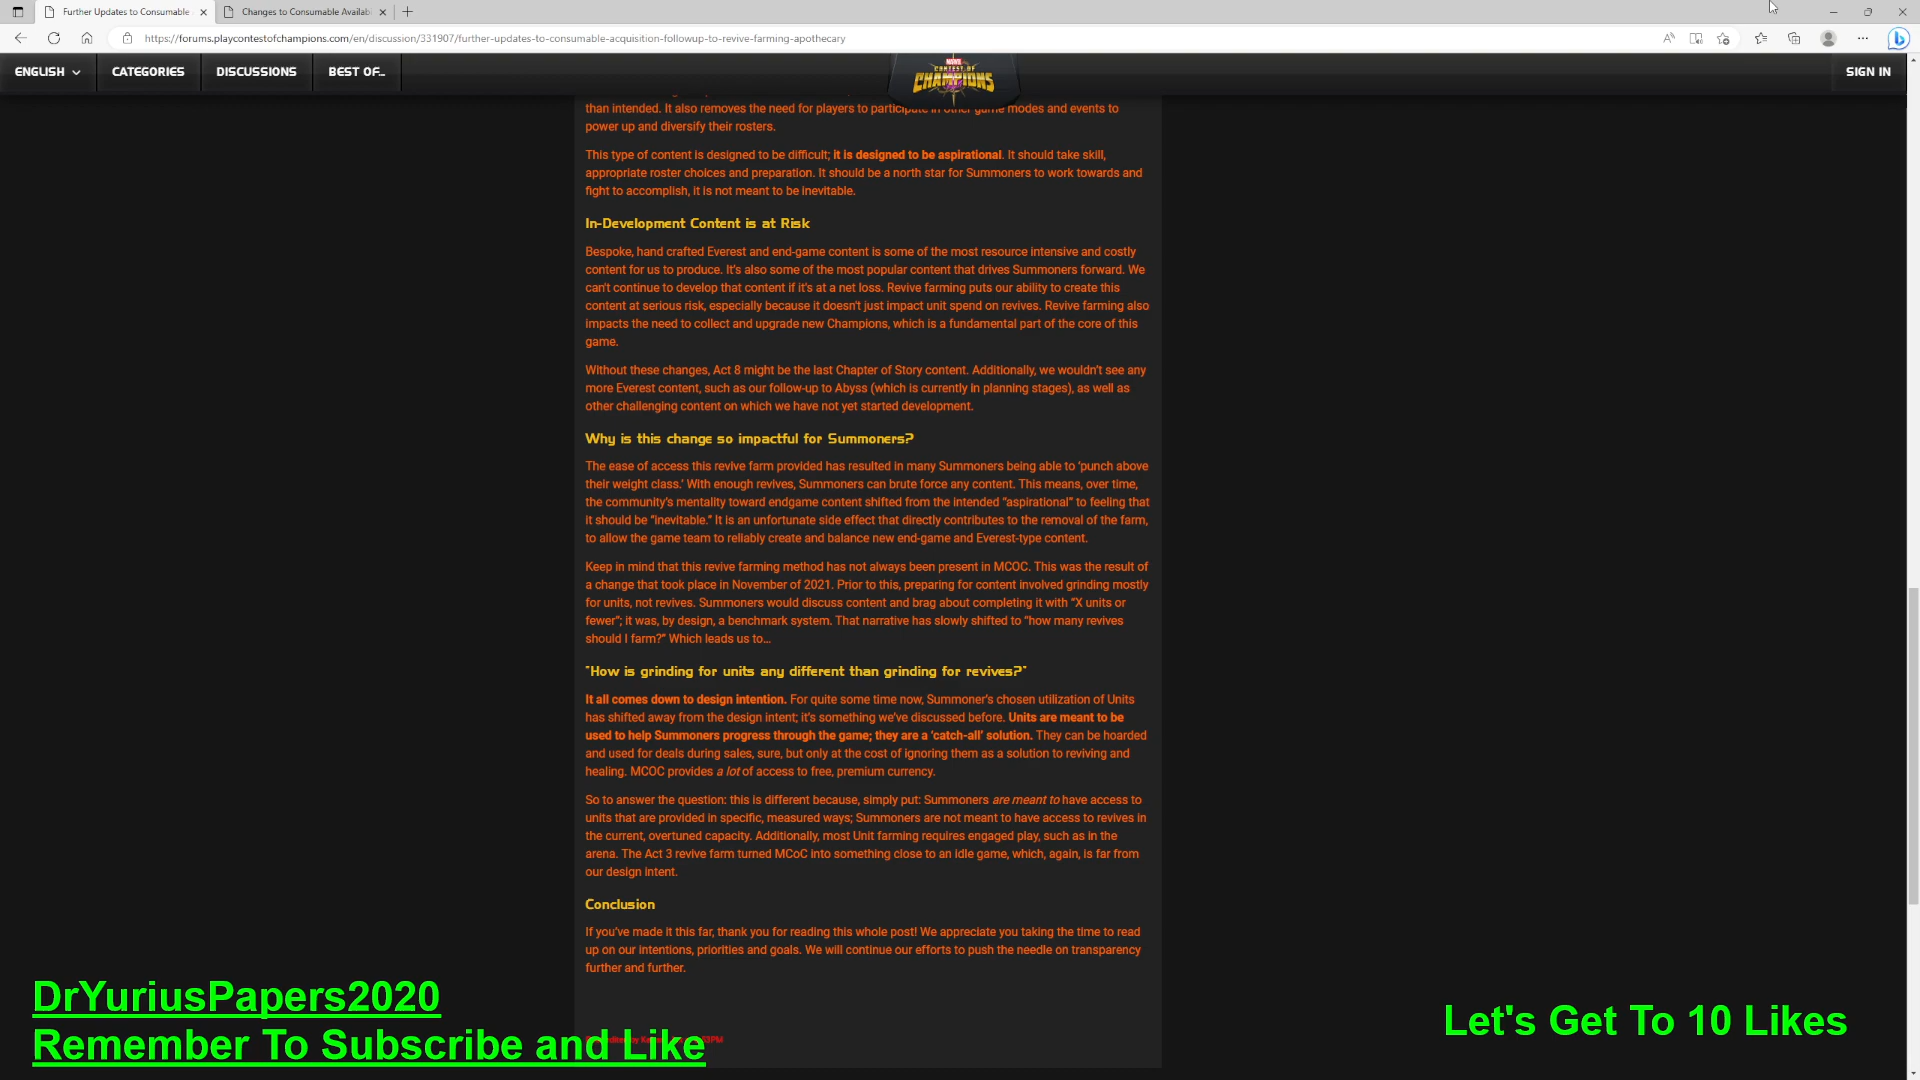 Further Updates to Consumable
Changes to Consumable Availab
https://forums.playcontestofchampions.com/en/discussion/331907/further-updates-to-consumable-acquisition-followup-to-revive-farming-apothecary
ENGLISH
CATEGORIES
DISCUSSIONS
BEST OF...
MARVEL
CONTEST OF
CHAMPIONS
SIGN IN
than intended. It also removes the need for players to participate in other game modes and events to
power up and diversify their rosters.
This type of content is designed to be difficult; it is designed to be aspirational. It should take skill,
appropriate roster choices and preparation. It should be a north star for Summoners to work towards and
fight to accomplish, it is not meant to be inevitable.
In-Development Content is at Risk
Bespoke, hand crafted Everest and end-game content is some of the most resource intensive and costly
content for us to produce. It's also some of the most popular content that drives Summoners forward. We
can't continue to develop that content if it's at a net loss. Revive farming puts our ability to create this
content at serious risk, especially because it doesn't just impact unit spend on revives. Revive farming also
impacts the need to collect and upgrade new Champions, which is a fundamental part of the core of this
game.
Without these changes, Act 8 might be the last Chapter of Story content. Additionally, we wouldn't see any
more Everest content, such as our follow-up to Abyss (which is currently in planning stages), as well as
other challenging content on which we have not yet started development.
Why is this change so impactful for Summoners?
The ease of access this revive farm provided has resulted in many Summoners being able to 'punch above
their weight class.' With enough revives, Summoners can brute force any content. This means, over time,
the community's mentality toward endgame content shifted from the intended "aspirational" to feeling that
it should be "inevitable." It is an unfortunate side effect that directly contributes to the removal of the farm,
to allow the game team to reliably create and balance new end-game and Everest-type content.
Keep in mind that this revive farming method has not always been present in MCOC. This was the result of
a change that took place in November of 2021. Prior to this, preparing for content involved grinding mostly
for units, not revives. Summoners would discuss content and brag about completing it with "X units or
fewer"; it was, by design, a benchmark system. That narrative has slowly shifted to "how many revives
should I farm?" Which leads us to...
"How is grinding for units any different than grinding for revives?"
It all comes down to design intention. For quite some time now, Summoner's chosen utilization of Units
has shifted away from the design intent; it's something we've discussed before. Units are meant to be
used to help Summoners progress through the game; they are a 'catch-all' solution. They can be hoarded
and used for deals during sales, sure, but only at the cost of ignoring them as a solution to reviving and
healing. MCOC provides a lot of access to free, premium currency.
So to answer the question: this is different because, simply put: Summoners are meant to have access to
units that are provided in specific, measured ways; Summoners are not meant to have access to revives in
the current, overtuned capacity. Additionally, most Unit farming requires engaged play, such as in the
arena. The Act 3 revive farm turned MCoC into something close to an idle game, which, again, is far from
our design intent.
Conclusion
If you've made it this far, thank you for reading this whole post! We appreciate you taking the time to read
up on our intentions, priorities and goals. We will continue our efforts to push the needle on transparency
further and further.
DrYuriusPapers2020
Remember To Subscribe and Like
Let's Get To 10 Likes